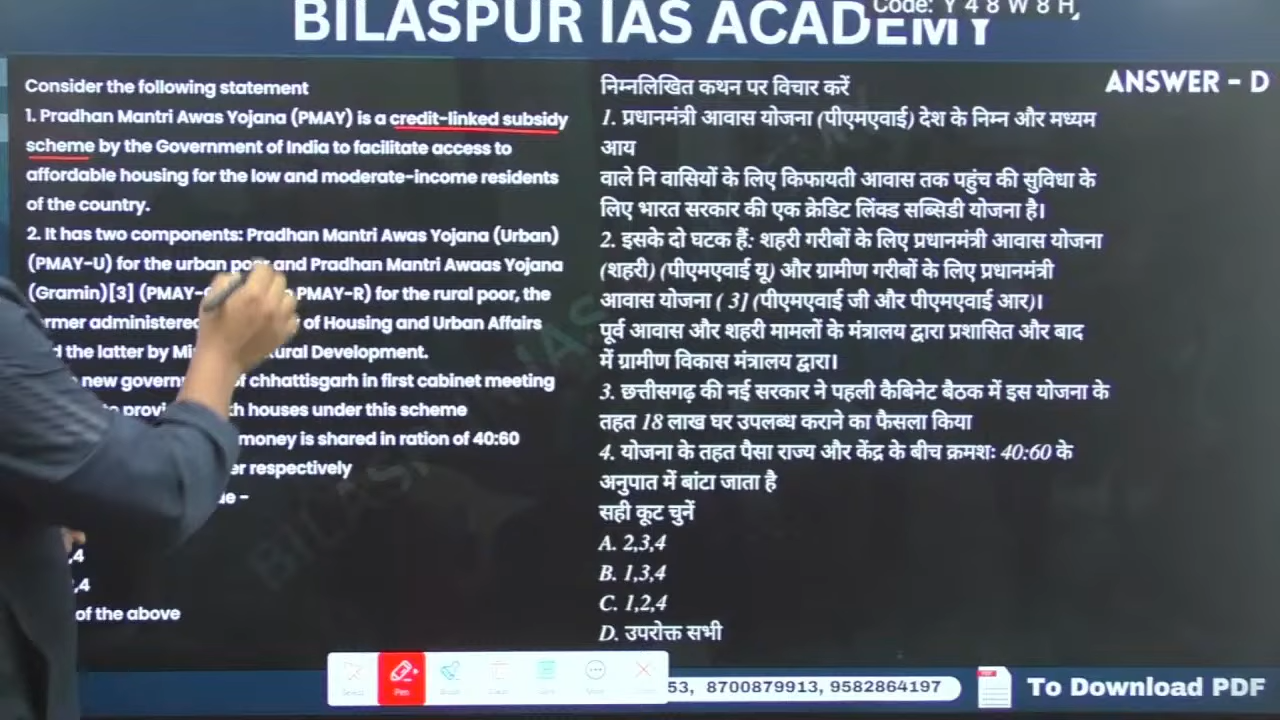 BILASPUR IAS ACADEMY
Code: Y 4 8 W 8 H
ANSWER - D
Consider the following statement
1. Pradhan Mantri Awas Yojana (PMAY) is a credit-linked subsidy
scheme by the Government of India to facilitate access to
affordable housing for the low and moderate-income residents
of the country.
2. It has two components: Pradhan Mantri Awas Yojana (Urban)
(PMAY-U) for the urban poor and Pradhan Mantri Awaas Yojana
(Gramin)[3] PMAY-R) for the rural poor, the
administered of Housing and Urban Affairs
the latter by Development.
new of chhattisgarh in first cabinet meeting
houses under this scheme
money is shared in ration of 40:60
respectively
,4
,4
of the above
निम्नलिखित कथन पर विचार करें
1. प्रधानमंत्री आवास योजना (पीएमएवाई) देश के निम्न और मध्यम
आय
वाले नि वासियों के लिए किफायती आवास तक पहुंच की सुविधा के
लिए भारत सरकार की एक क्रेडिट लिंक्ड सब्सिडी योजना है।
2. इसके दो घटक हैं: शहरी गरीबों के लिए प्रधानमंत्री आवास योजना
(शहरी) (पीएमएवाई यू) और ग्रामीण गरीबों के लिए प्रधानमंत्री
आवास योजना ( 3] (पीएमएवाई जी और पीएमएवाई आर)।
पूर्व आवास और शहरी मामलों के मंत्रालय द्वारा प्रशासित और बाद
में ग्रामीण विकास मंत्रालय द्वारा।
3. छत्तीसगढ़ की नई सरकार ने पहली कैबिनेट बैठक में इस योजना के
तहत 18 लाख घर उपलब्ध कराने का फैसला किया
4. योजना के तहत पैसा राज्य और केंद्र के बीच क्रमशः 40:60 के
अनुपात में बांटा जाता है
सही कूट चुनें
A. 2,3,4
B. 1,3,4
C. 1,2,4
D. उपरोक्त सभी
Pen
53, 8700879913, 9582864197
To Download PDF